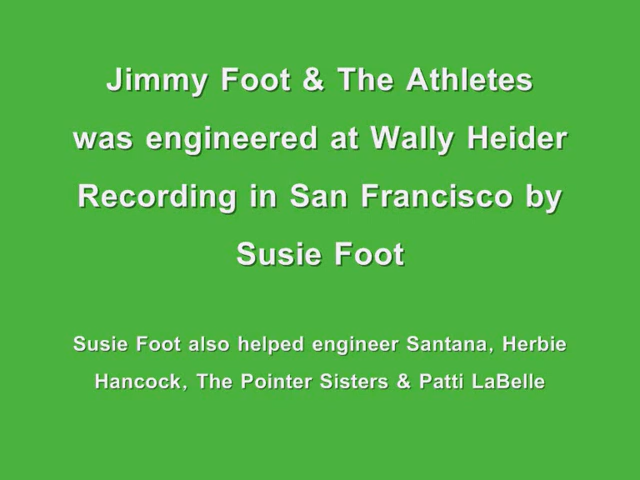 Jimmy Foot & The Athletes
was engineered at Wally Heider
Recording in San Francisco by
Susie Foot
Susie Foot also helped engineer Santana, Herbie
Hancock, The Pointer Sisters & Patti LaBelle